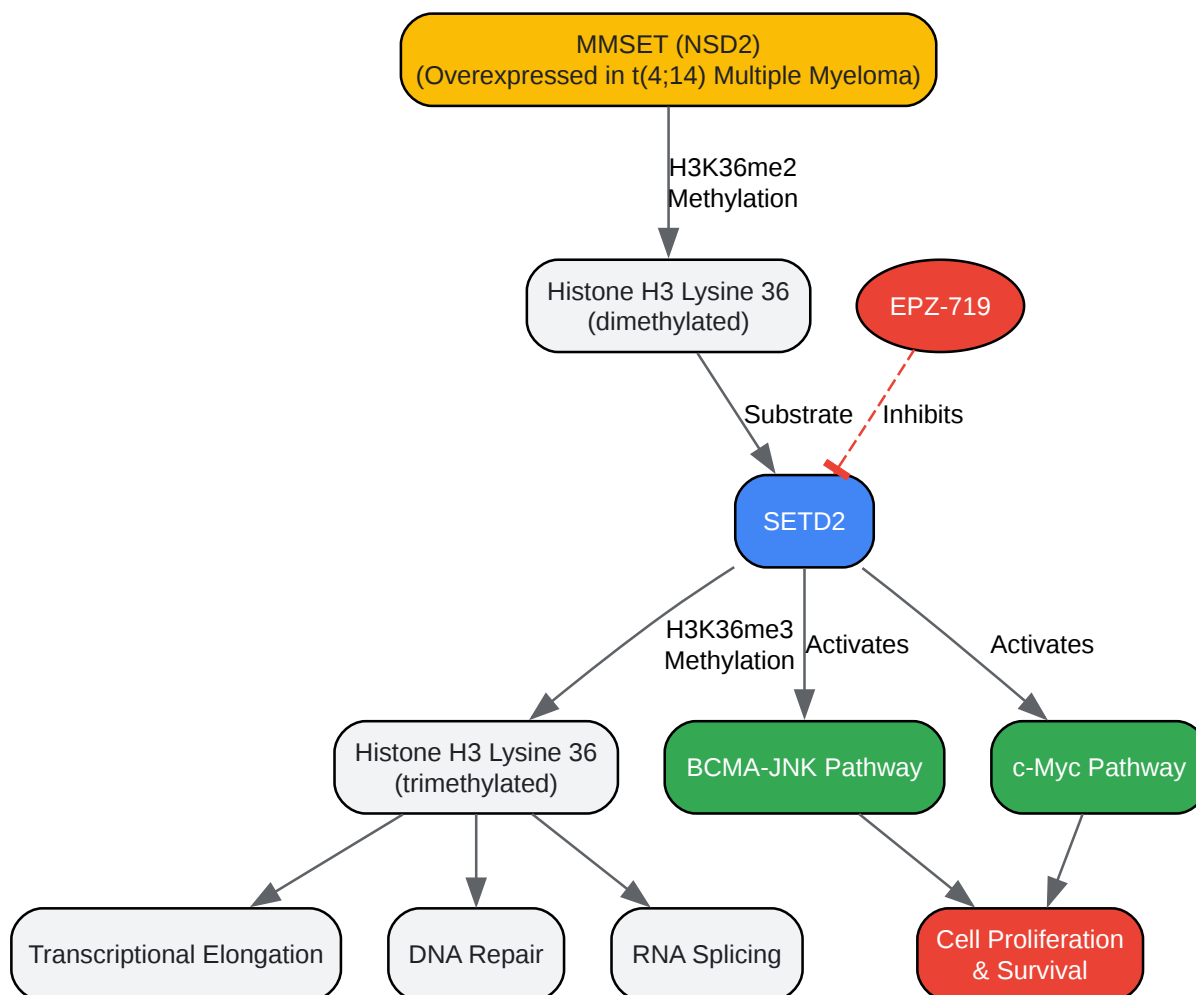 MMSET (NSD2)
(Overexpressed in t(4;14) Multiple Myeloma)
H3K36me2
Methylation
Histone H3 Lysine 36
(dimethylated)
EPZ-719
Substrate
Inhibits
SETD2
H3K36me3
Methylation
Activates
Activates
Histone H3 Lysine 36
(trimethylated)
BCMA-JNK Pathway
c-Myc Pathway
Transcriptional Elongation
DNA Repair
RNA Splicing
Cell Proliferation
& Survival